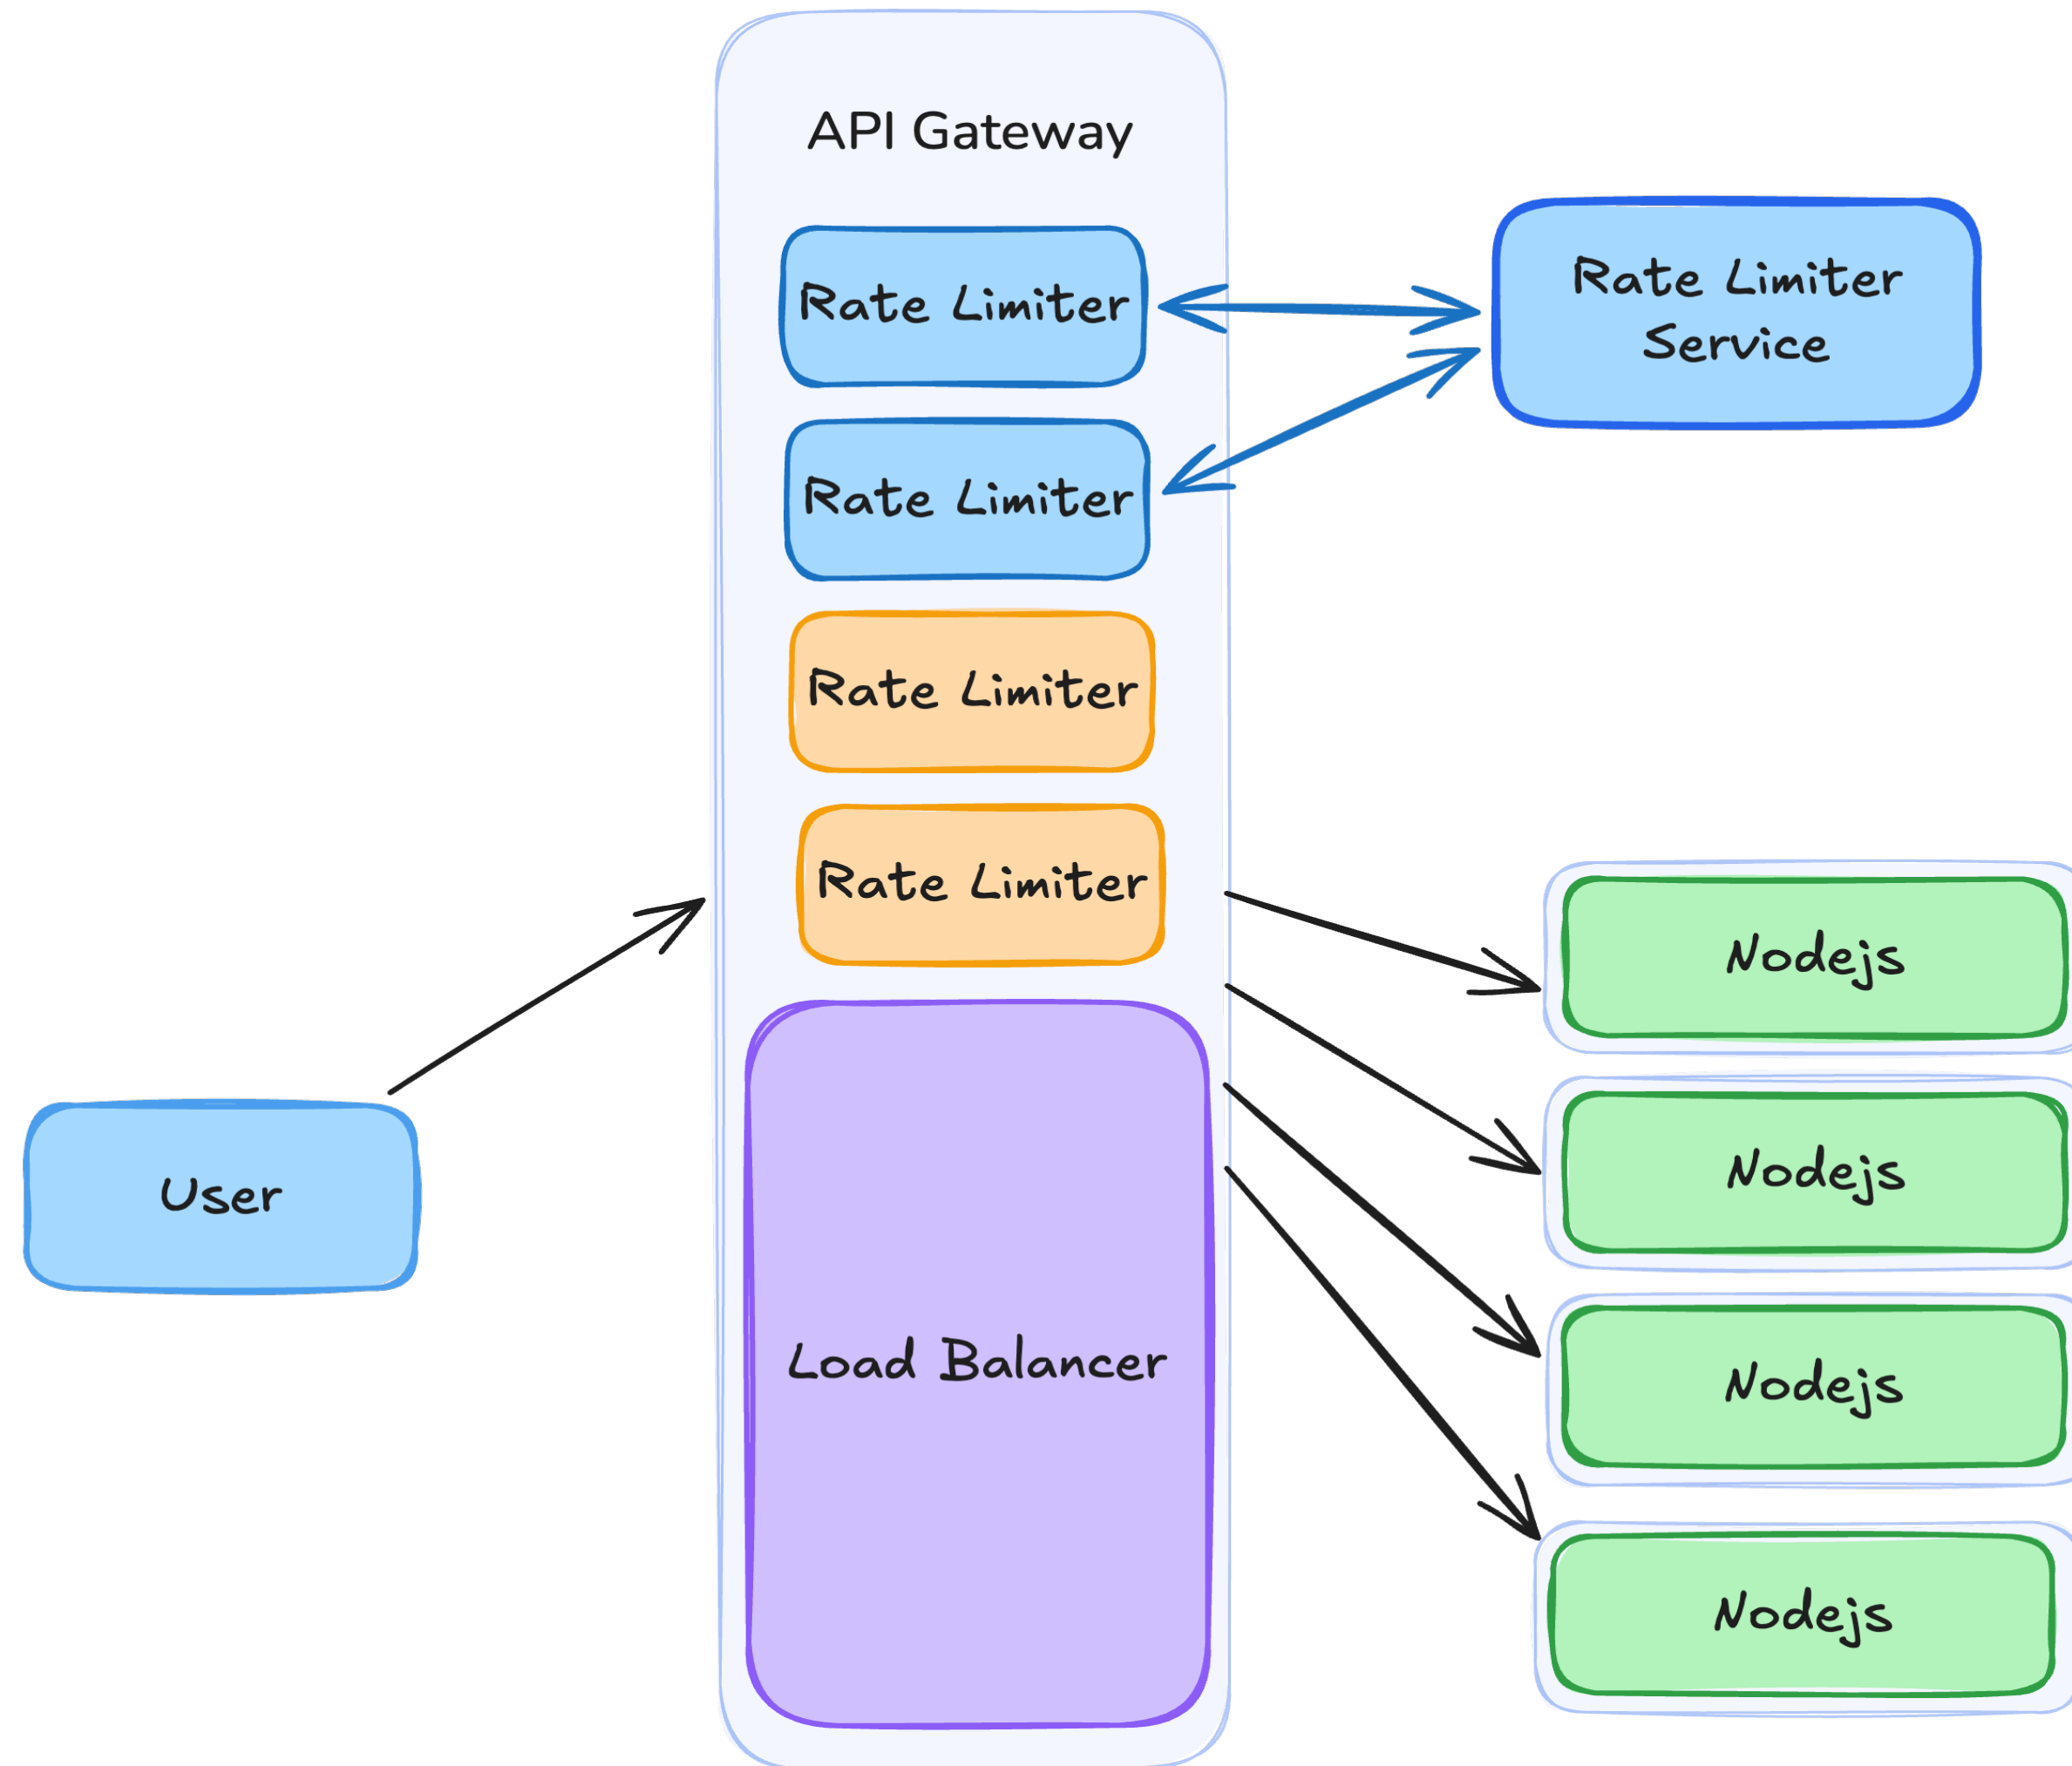 API Gateway
Rate Limiter
Rate Limiter
Rate Limiter
Rate Limiter
Load Balancer
User
Rate Limiter
Service
Nodejs
Nodejs
Nodejs
Nodejs